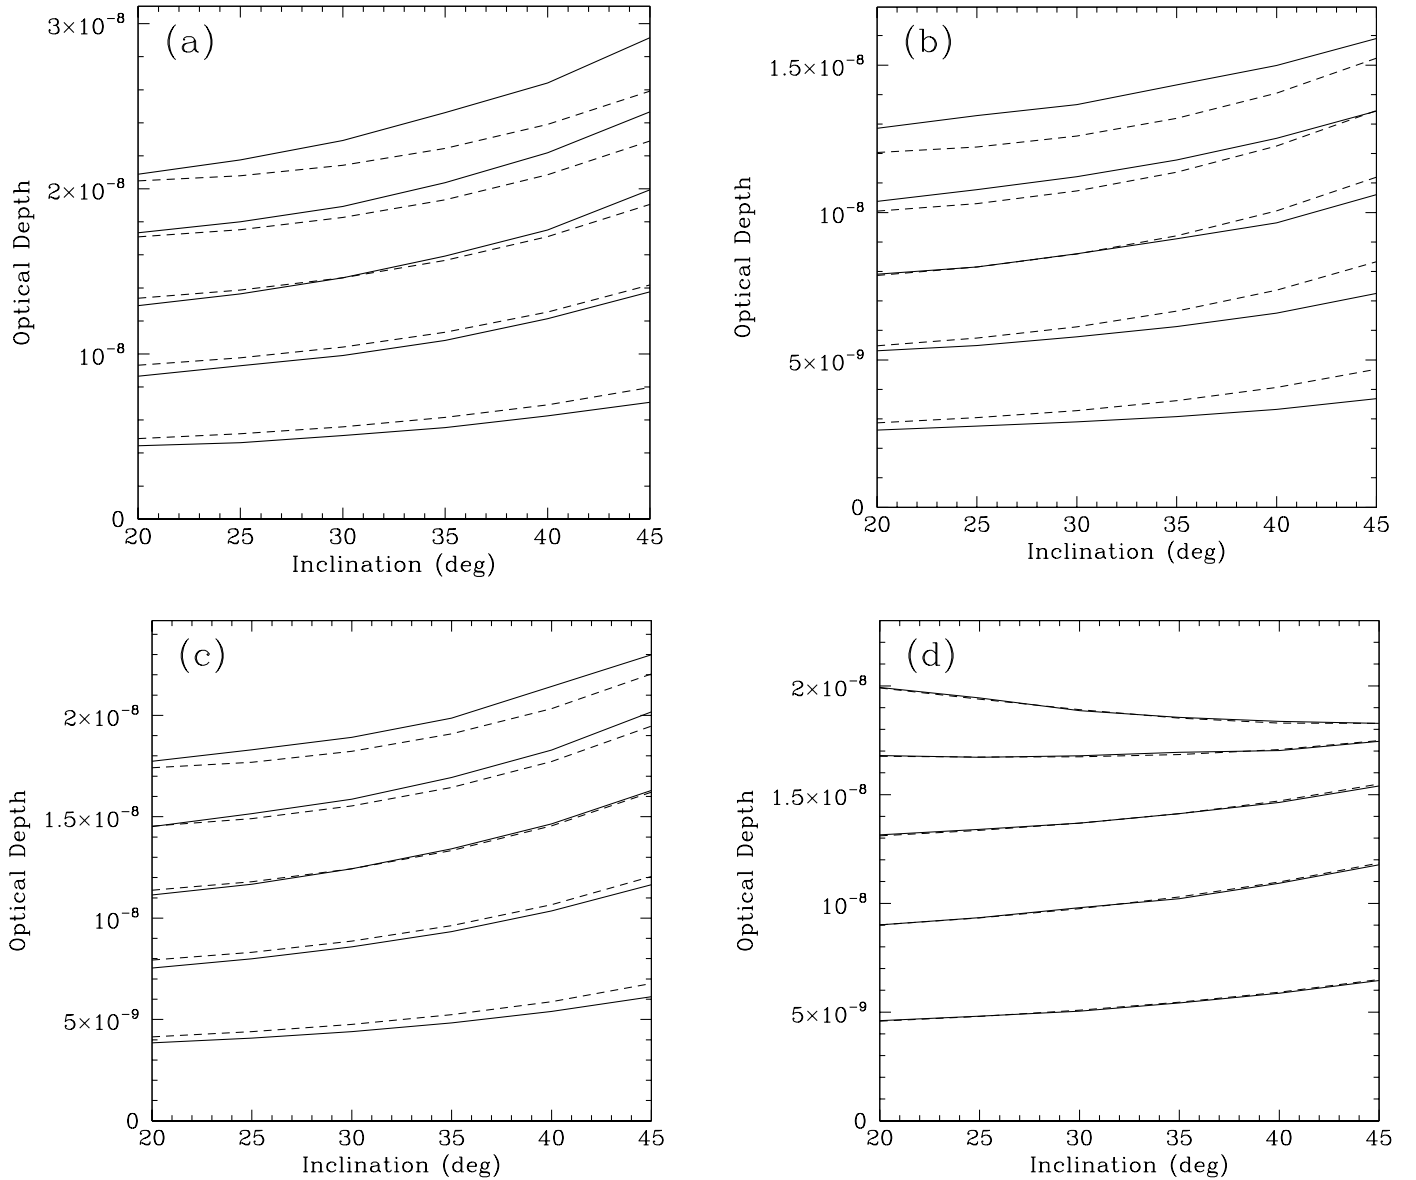 (a)
3×10⁻⁸
2×10⁻⁸
10⁻⁸
0
Optical Depth
20 25 30 35 40 45
Inclination (deg)
(b)
1.5×10⁻⁸
10⁻⁸
5×10⁻⁹
0
Optical Depth
20 25 30 35 40 45
Inclination (deg)
(c)
2×10⁻⁸
1.5×10⁻⁸
10⁻⁸
5×10⁻⁹
0
Optical Depth
20 25 30 35 40 45
Inclination (deg)
(d)
2×10⁻⁸
1.5×10⁻⁸
10⁻⁸
5×10⁻⁹
0
Optical Depth
20 25 30 35 40 45
Inclination (deg)